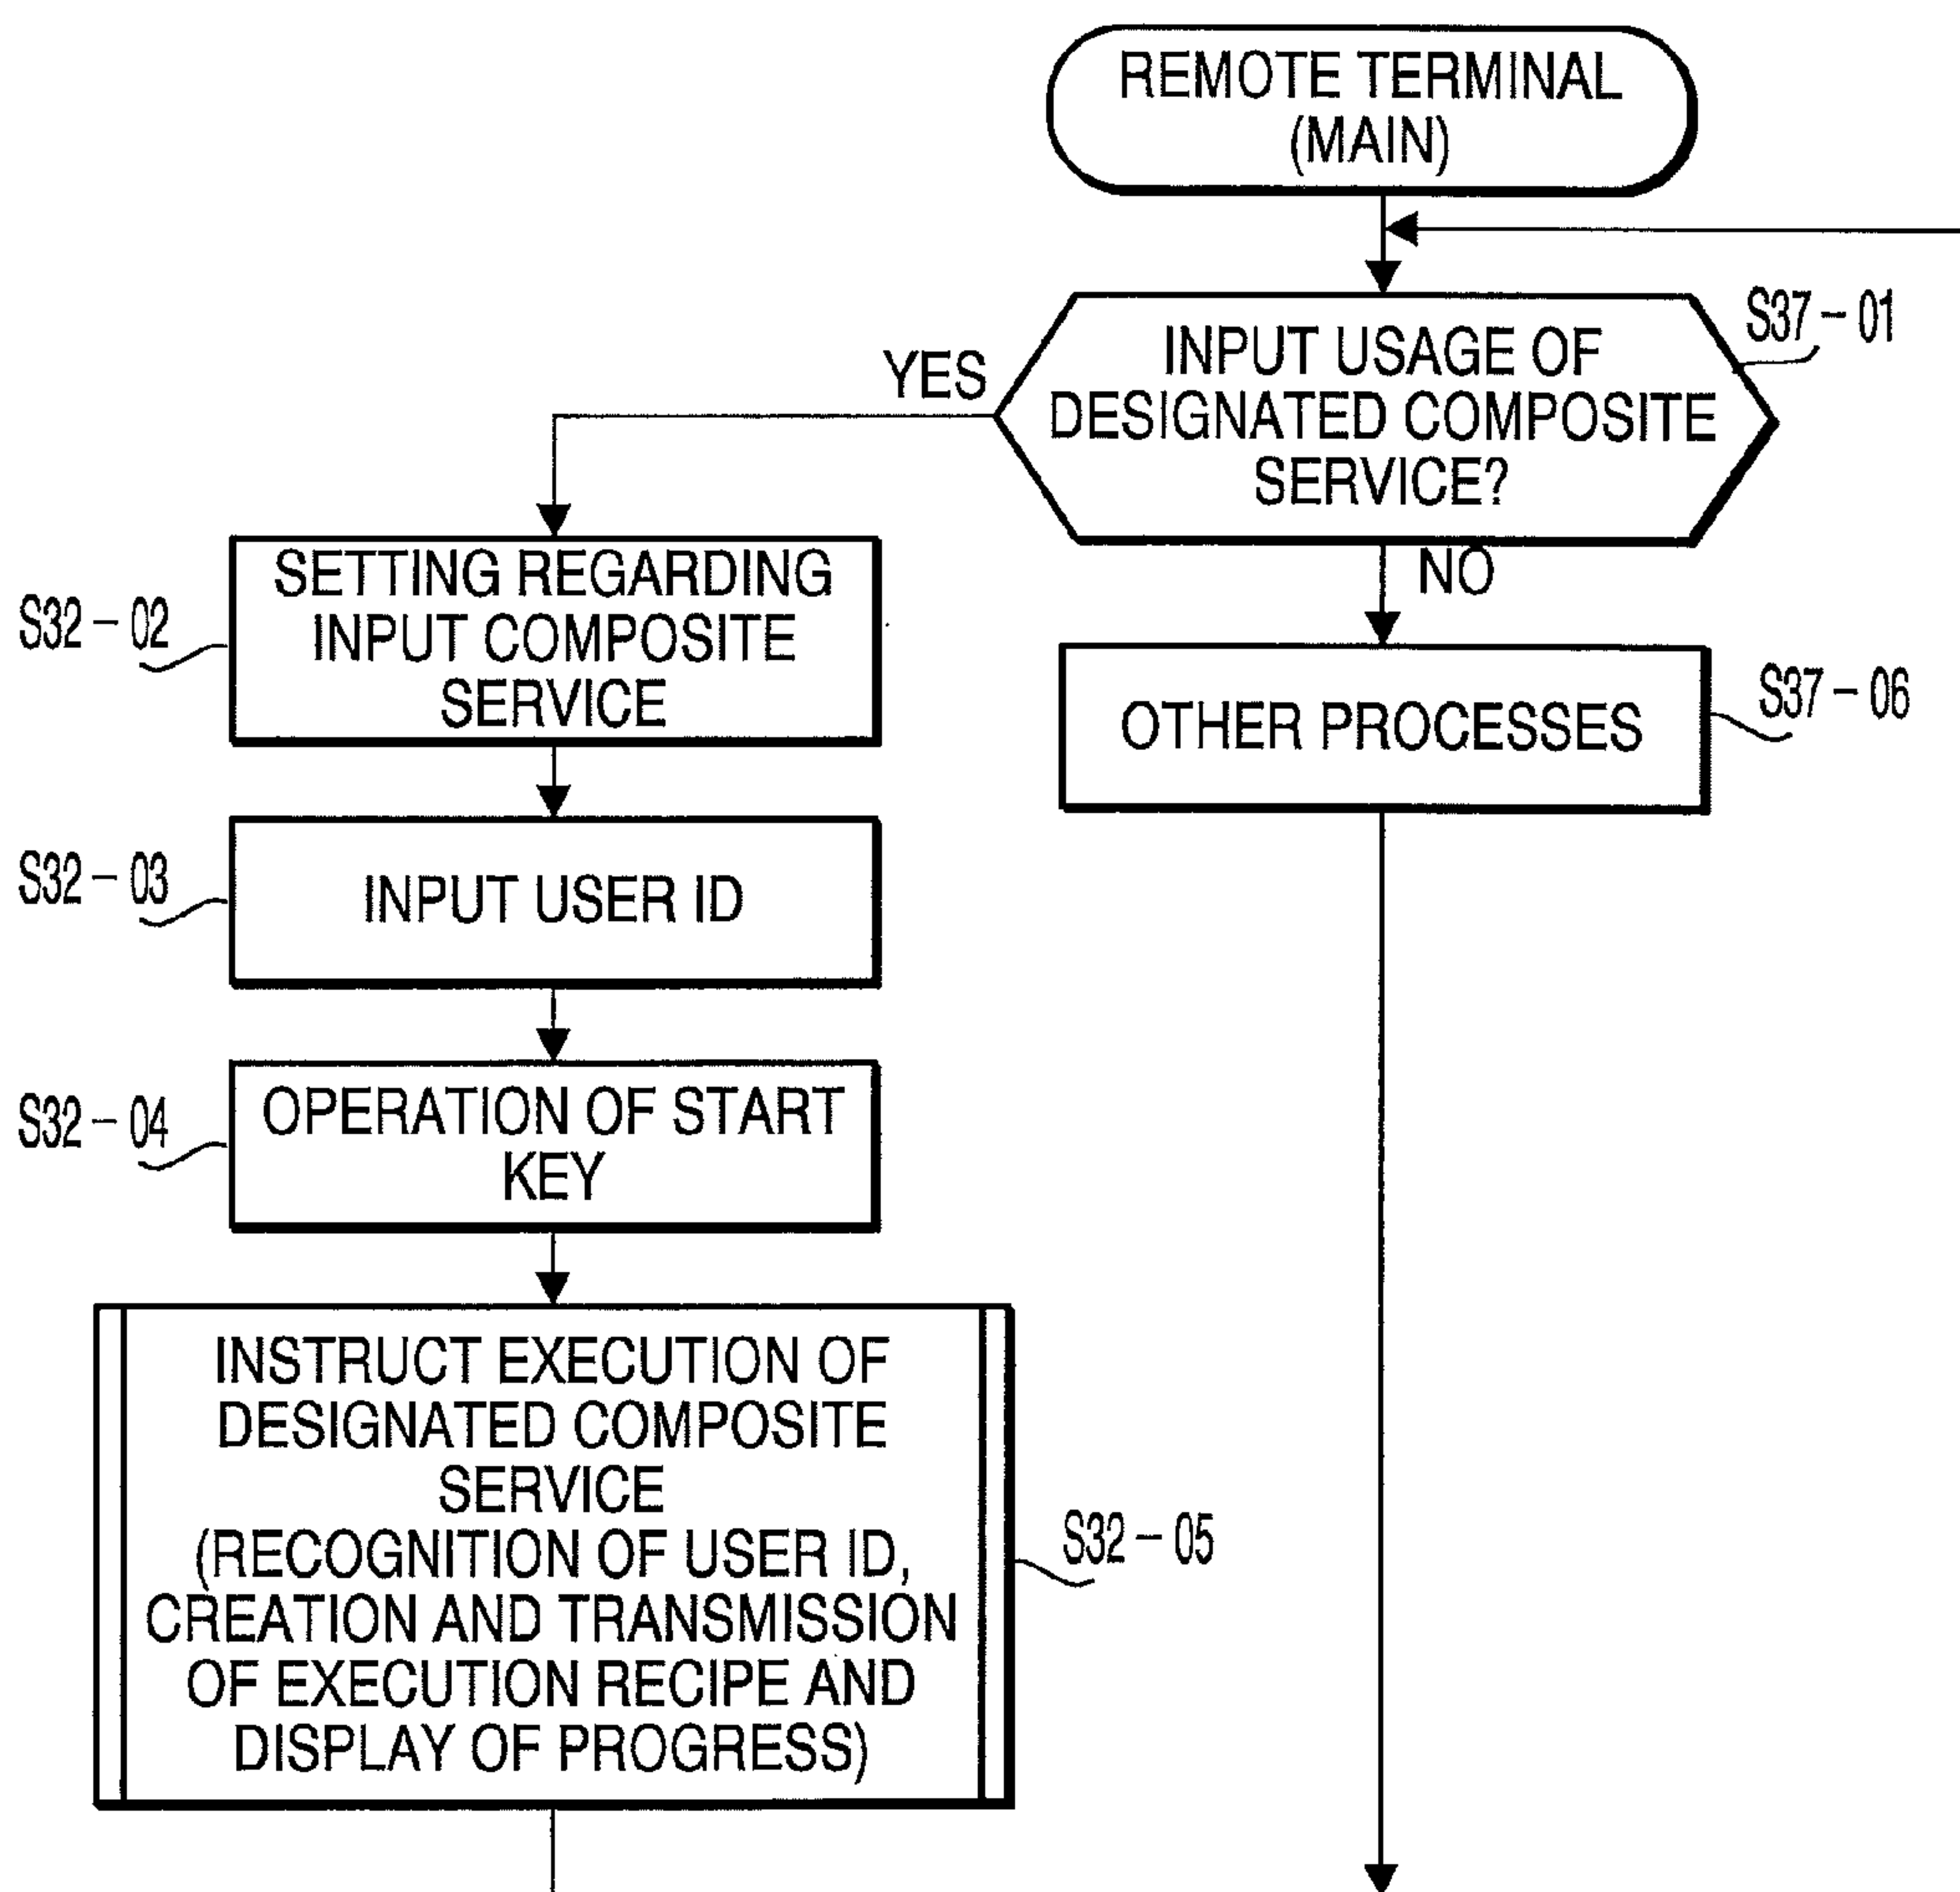 REMOTE TERMINAL
(MAIN)
S37-01
INPUT USAGE OF
DESIGNATED COMPOSITE
SERVICE?
YES
NO
S32-02
SETTING REGARDING
INPUT COMPOSITE
SERVICE
OTHER PROCESSES
S37-06
S32-03
INPUT USER ID
S32-04
OPERATION OF START
KEY
INSTRUCT EXECUTION OF
DESIGNATED COMPOSITE
SERVICE
(RECOGNITION OF USER ID,
CREATION AND TRANSMISSION
OF EXECUTION RECIPE AND
DISPLAY OF PROGRESS)
S32-05